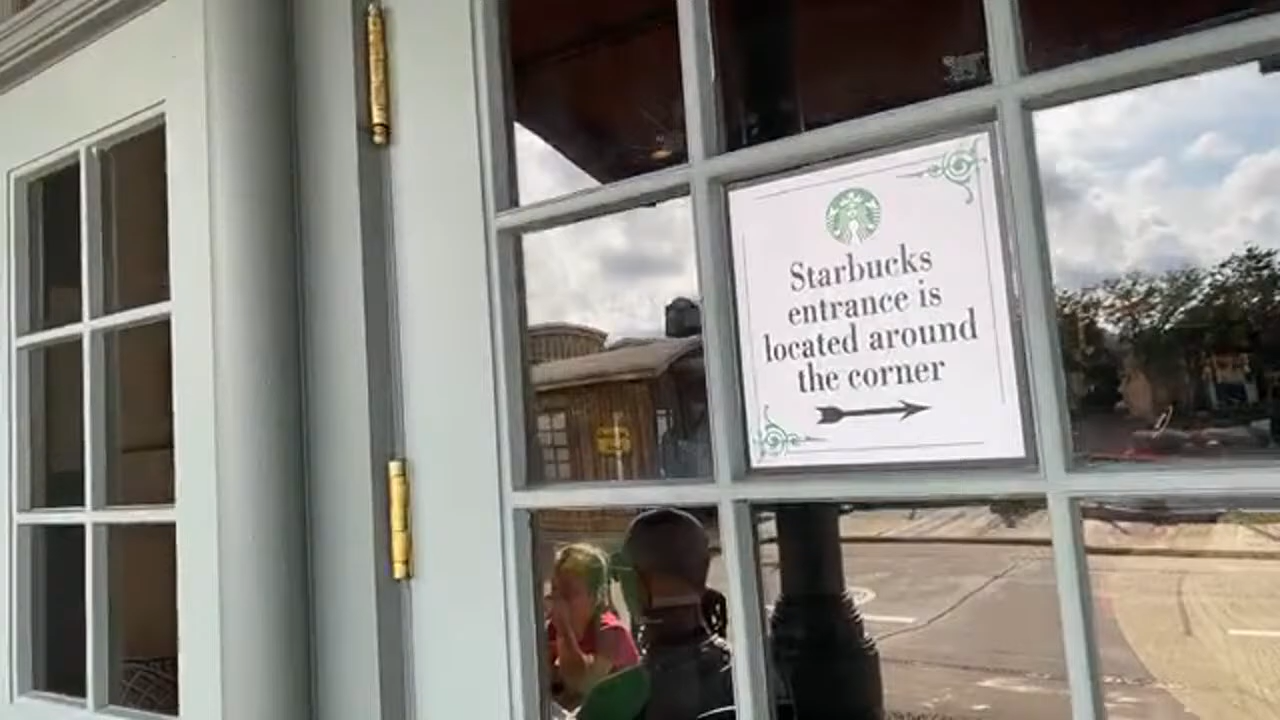 Starbucks
entrance is
located around
the corner